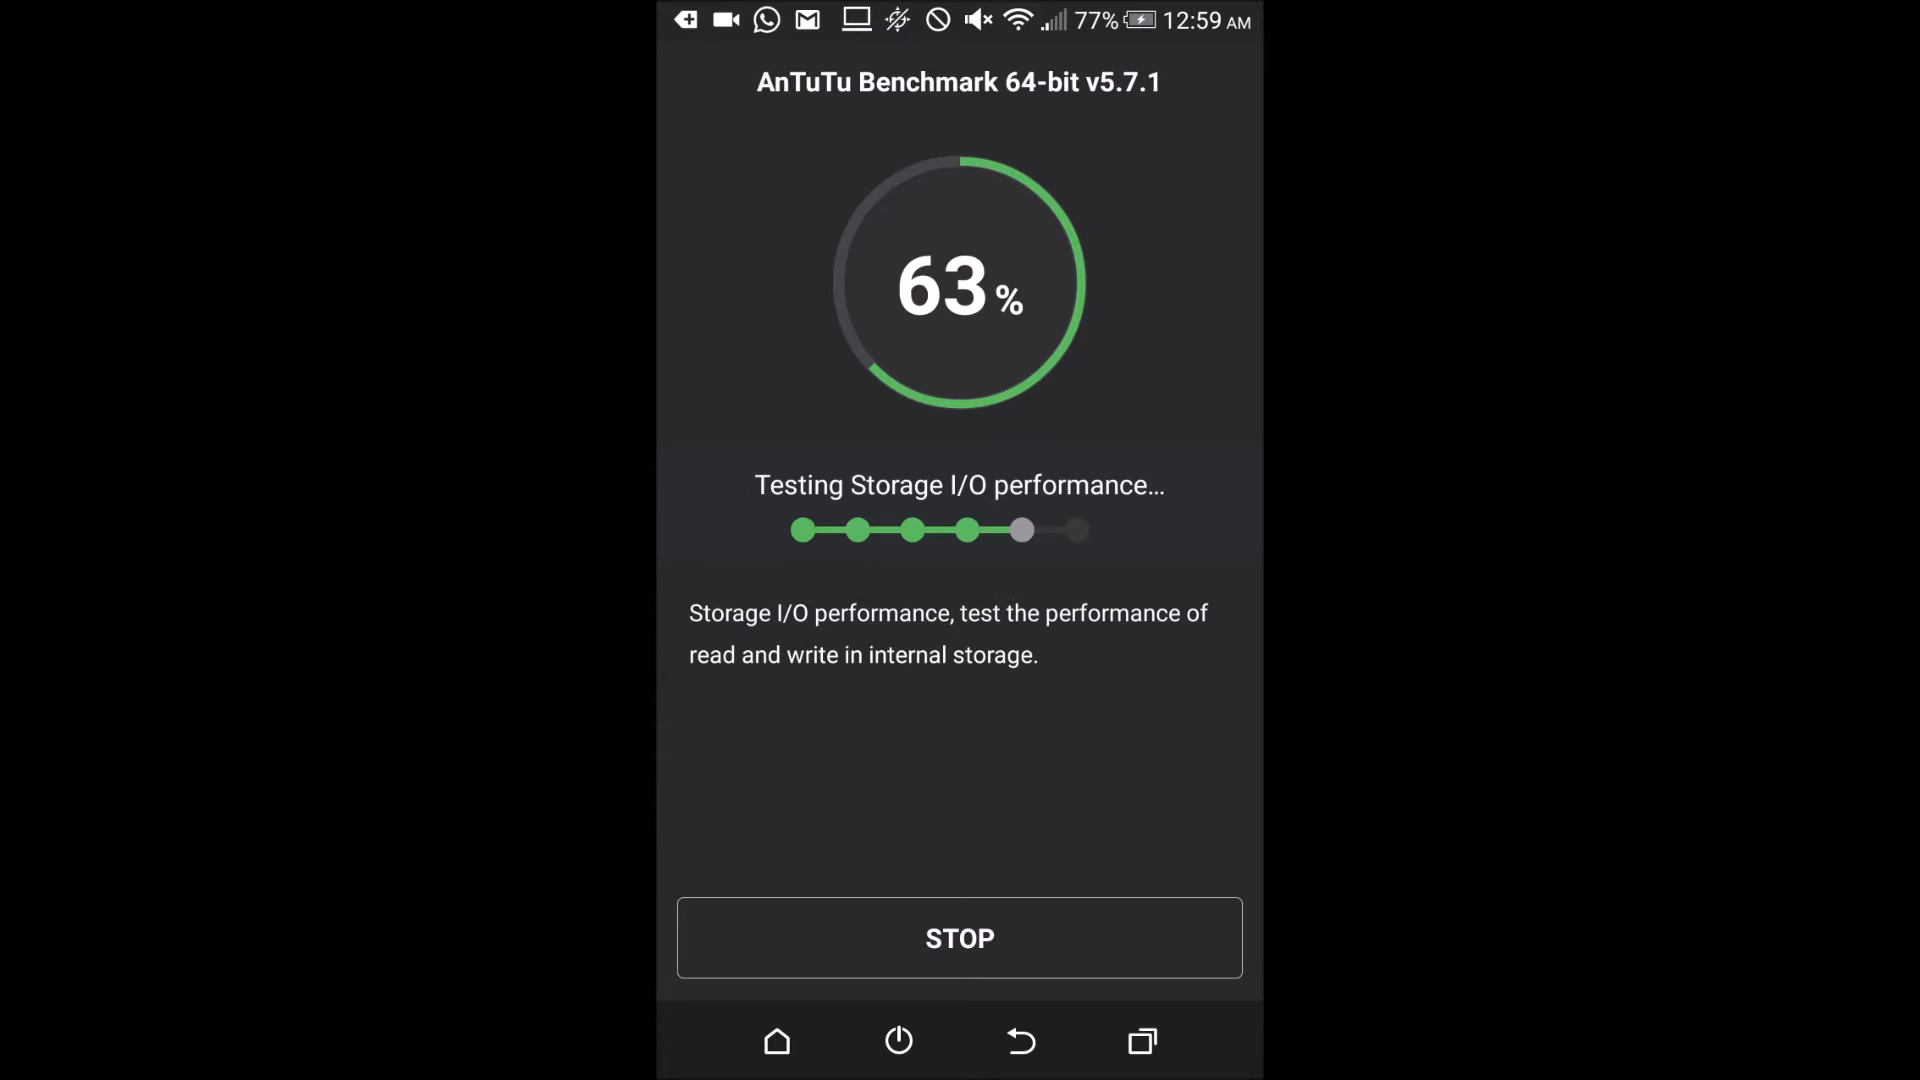 77% 12:59 AM
AnTuTu Benchmark 64-bit v5.7.1
63 %
Testing Storage I/O performance...
Storage I/O performance, test the performance of
read and write in internal storage.
STOP